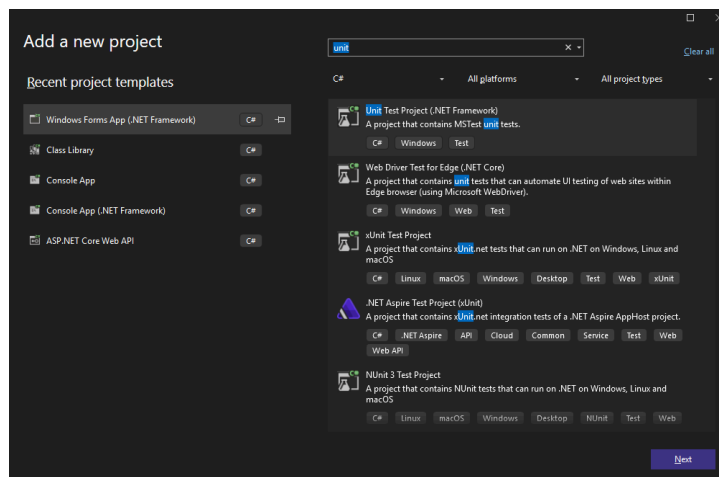 Add a new project
unit
Clear all
Recent project templates
C#
All platforms
All project types
Windows Forms App (.NET Framework)
C#
Class Library
C#
Console App
C#
Console App (.NET Framework)
C#
ASP.NET Core Web API
C#
Unit Test Project (.NET Framework)
A project that contains MSTest unit tests.
C# Windows Test
Web Driver Test for Edge (.NET Core)
A project that contains unit tests that can automate UI testing of web sites within
Edge browser (using Microsoft WebDriver).
C# Windows Web Test
xUnit Test Project
A project that contains xUnit.net tests that can run on .NET on Windows, Linux and
macOS
C# Linux macOS Windows Desktop Test Web xUnit
.NET Aspire Test Project (xUnit)
A project that contains xUnit.net integration tests of a .NET Aspire AppHost project.
C# .NET Aspire API Cloud Common Service Test Web
Web API
NUnit 3 Test Project
A project that contains NUnit tests that can run on .NET on Windows, Linux and
macOS
C# Linux macOS Windows Desktop NUnit Test Web
Next